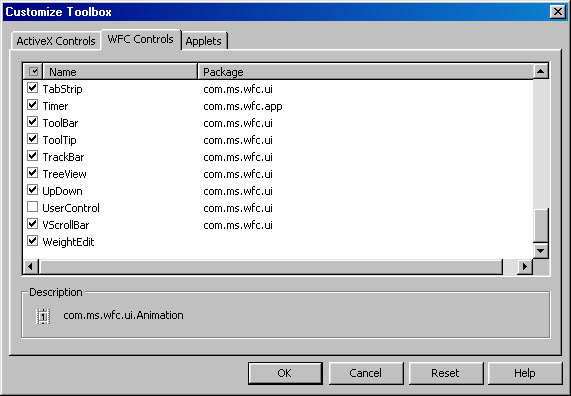 Customize Toolbox
ActiveX Controls WFC Controls Applets
Name Package
TabStrip com.ms.wfc.ui
Timer com.ms.wfc.app
ToolBar com.ms.wfc.ui
ToolTip com.ms.wfc.ui
TrackBar com.ms.wfc.ui
TreeView com.ms.wfc.ui
UpDown com.ms.wfc.ui
UserControl com.ms.wfc.ui
VScrollBar com.ms.wfc.ui
WeightEdit
Description
com.ms.wfc.ui.Animation
OK Cancel Reset Help